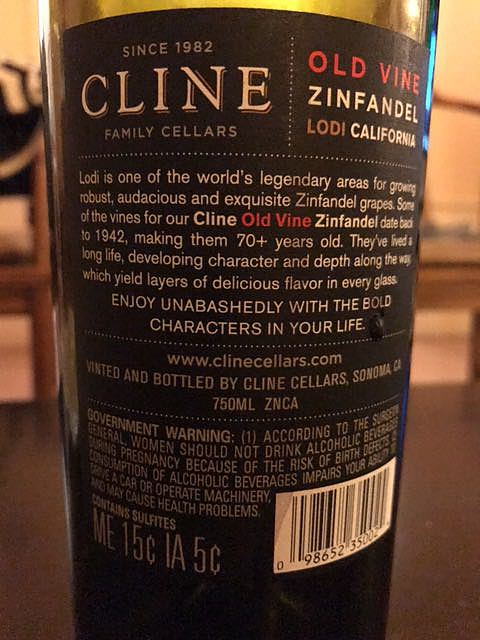 SINCE 1982
CLINE
FAMILY CELLARS
OLD VINE
ZINFANDEL
LODI CALIFORNIA
Lodi is one of the world's legendary areas for growing
robust, audacious and exquisite Zinfandel grapes. Some
of the vines for our Cline Old Vine Zinfandel date back
to 1942, making them 70+ years old. They've lived a
long life, developing character and depth along the way,
which yield layers of delicious flavor in every glass.
ENJOY UNABASHEDLY WITH THE BOLD
CHARACTERS IN YOUR LIFE.
www.clinecellars.com
VINTED AND BOTTLED BY CLINE CELLARS, SONOMA, CA
750ML ZNCA
GOVERNMENT WARNING: (1) ACCORDING TO THE SURGEON
GENERAL, WOMEN SHOULD NOT DRINK ALCOHOLIC BEVERAGES
DURING PREGNANCY BECAUSE OF THE RISK OF BIRTH DEFECTS.
CONSUMPTION OF ALCOHOLIC BEVERAGES IMPAIRS YOUR ABILITY
DRIVE A CAR OR OPERATE MACHINERY,
AND MAY CAUSE HEALTH PROBLEMS.
CONTAINS SULFITES
ME 15¢ IA 5¢
0 98652 35002